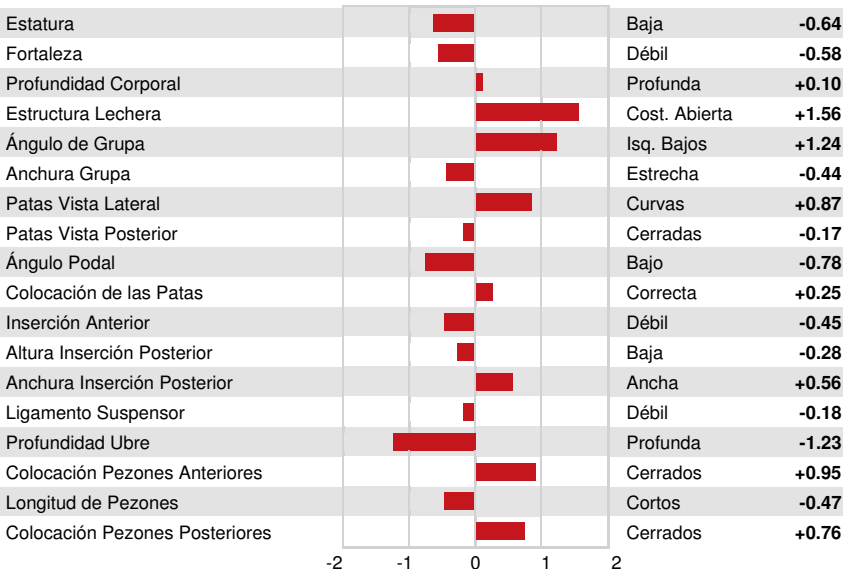 Estatura Baja -0.64
Fortaleza Débil -0.58
Profundidad Corporal Profunda +0.10
Estructura Lechera Cost. Abierta +1.56
Ángulo de Grupa Isq. Bajos +1.24
Anchura Grupa Estrecha -0.44
Patas Vista Lateral Curvas +0.87
Patas Vista Posterior Cerradas -0.17
Ángulo Podal Bajo -0.78
Colocación de las Patas Correcta +0.25
Inserción Anterior Débil -0.45
Altura Inserción Posterior Baja -0.28
Anchura Inserción Posterior Ancha +0.56
Ligamento Suspensor Débil -0.18
Profundidad Ubre Profunda -1.23
Colocación Pezones Anteriores Cerrados +0.95
Longitud de Pezones Cortos -0.47
Colocación Pezones Posteriores Cerrados +0.76
-2 -1 0 1 2